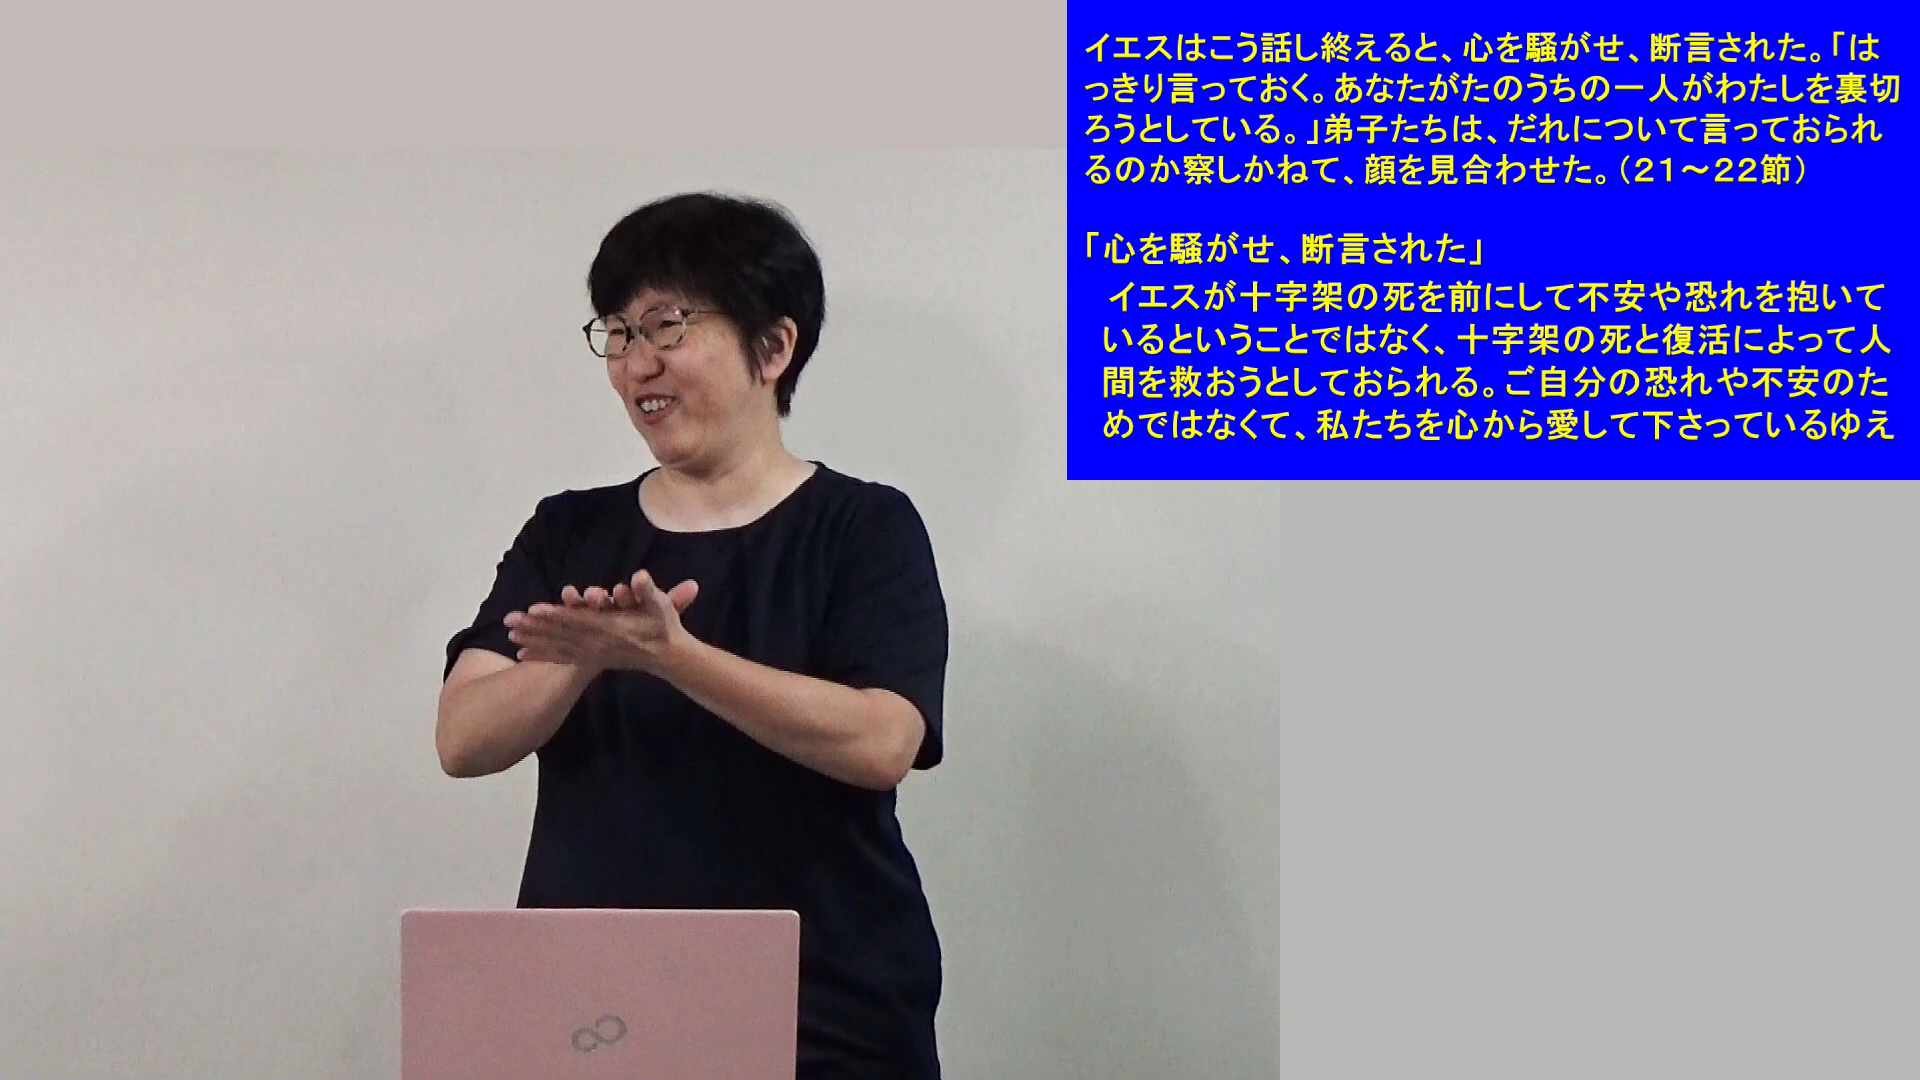 イエスはこう話し終えると、心を騒がせ、断言された。「は
っきり言っておく。あなたがたのうちの一人がわたしを裏切
ろうとしている。」弟子たちは、だれについて言っておられ
るのか察しかねて、顔を見合わせた。（２１～２２節）
「心を騒がせ、断言された」
イエスが十字架の死を前にして不安や恐れを抱いて
いるということではなく、十字架の死と復活によって人
間を救おうとしておられる。ご自分の恐れや不安のた
めではなくて、私たちを心から愛して下さっているゆえ